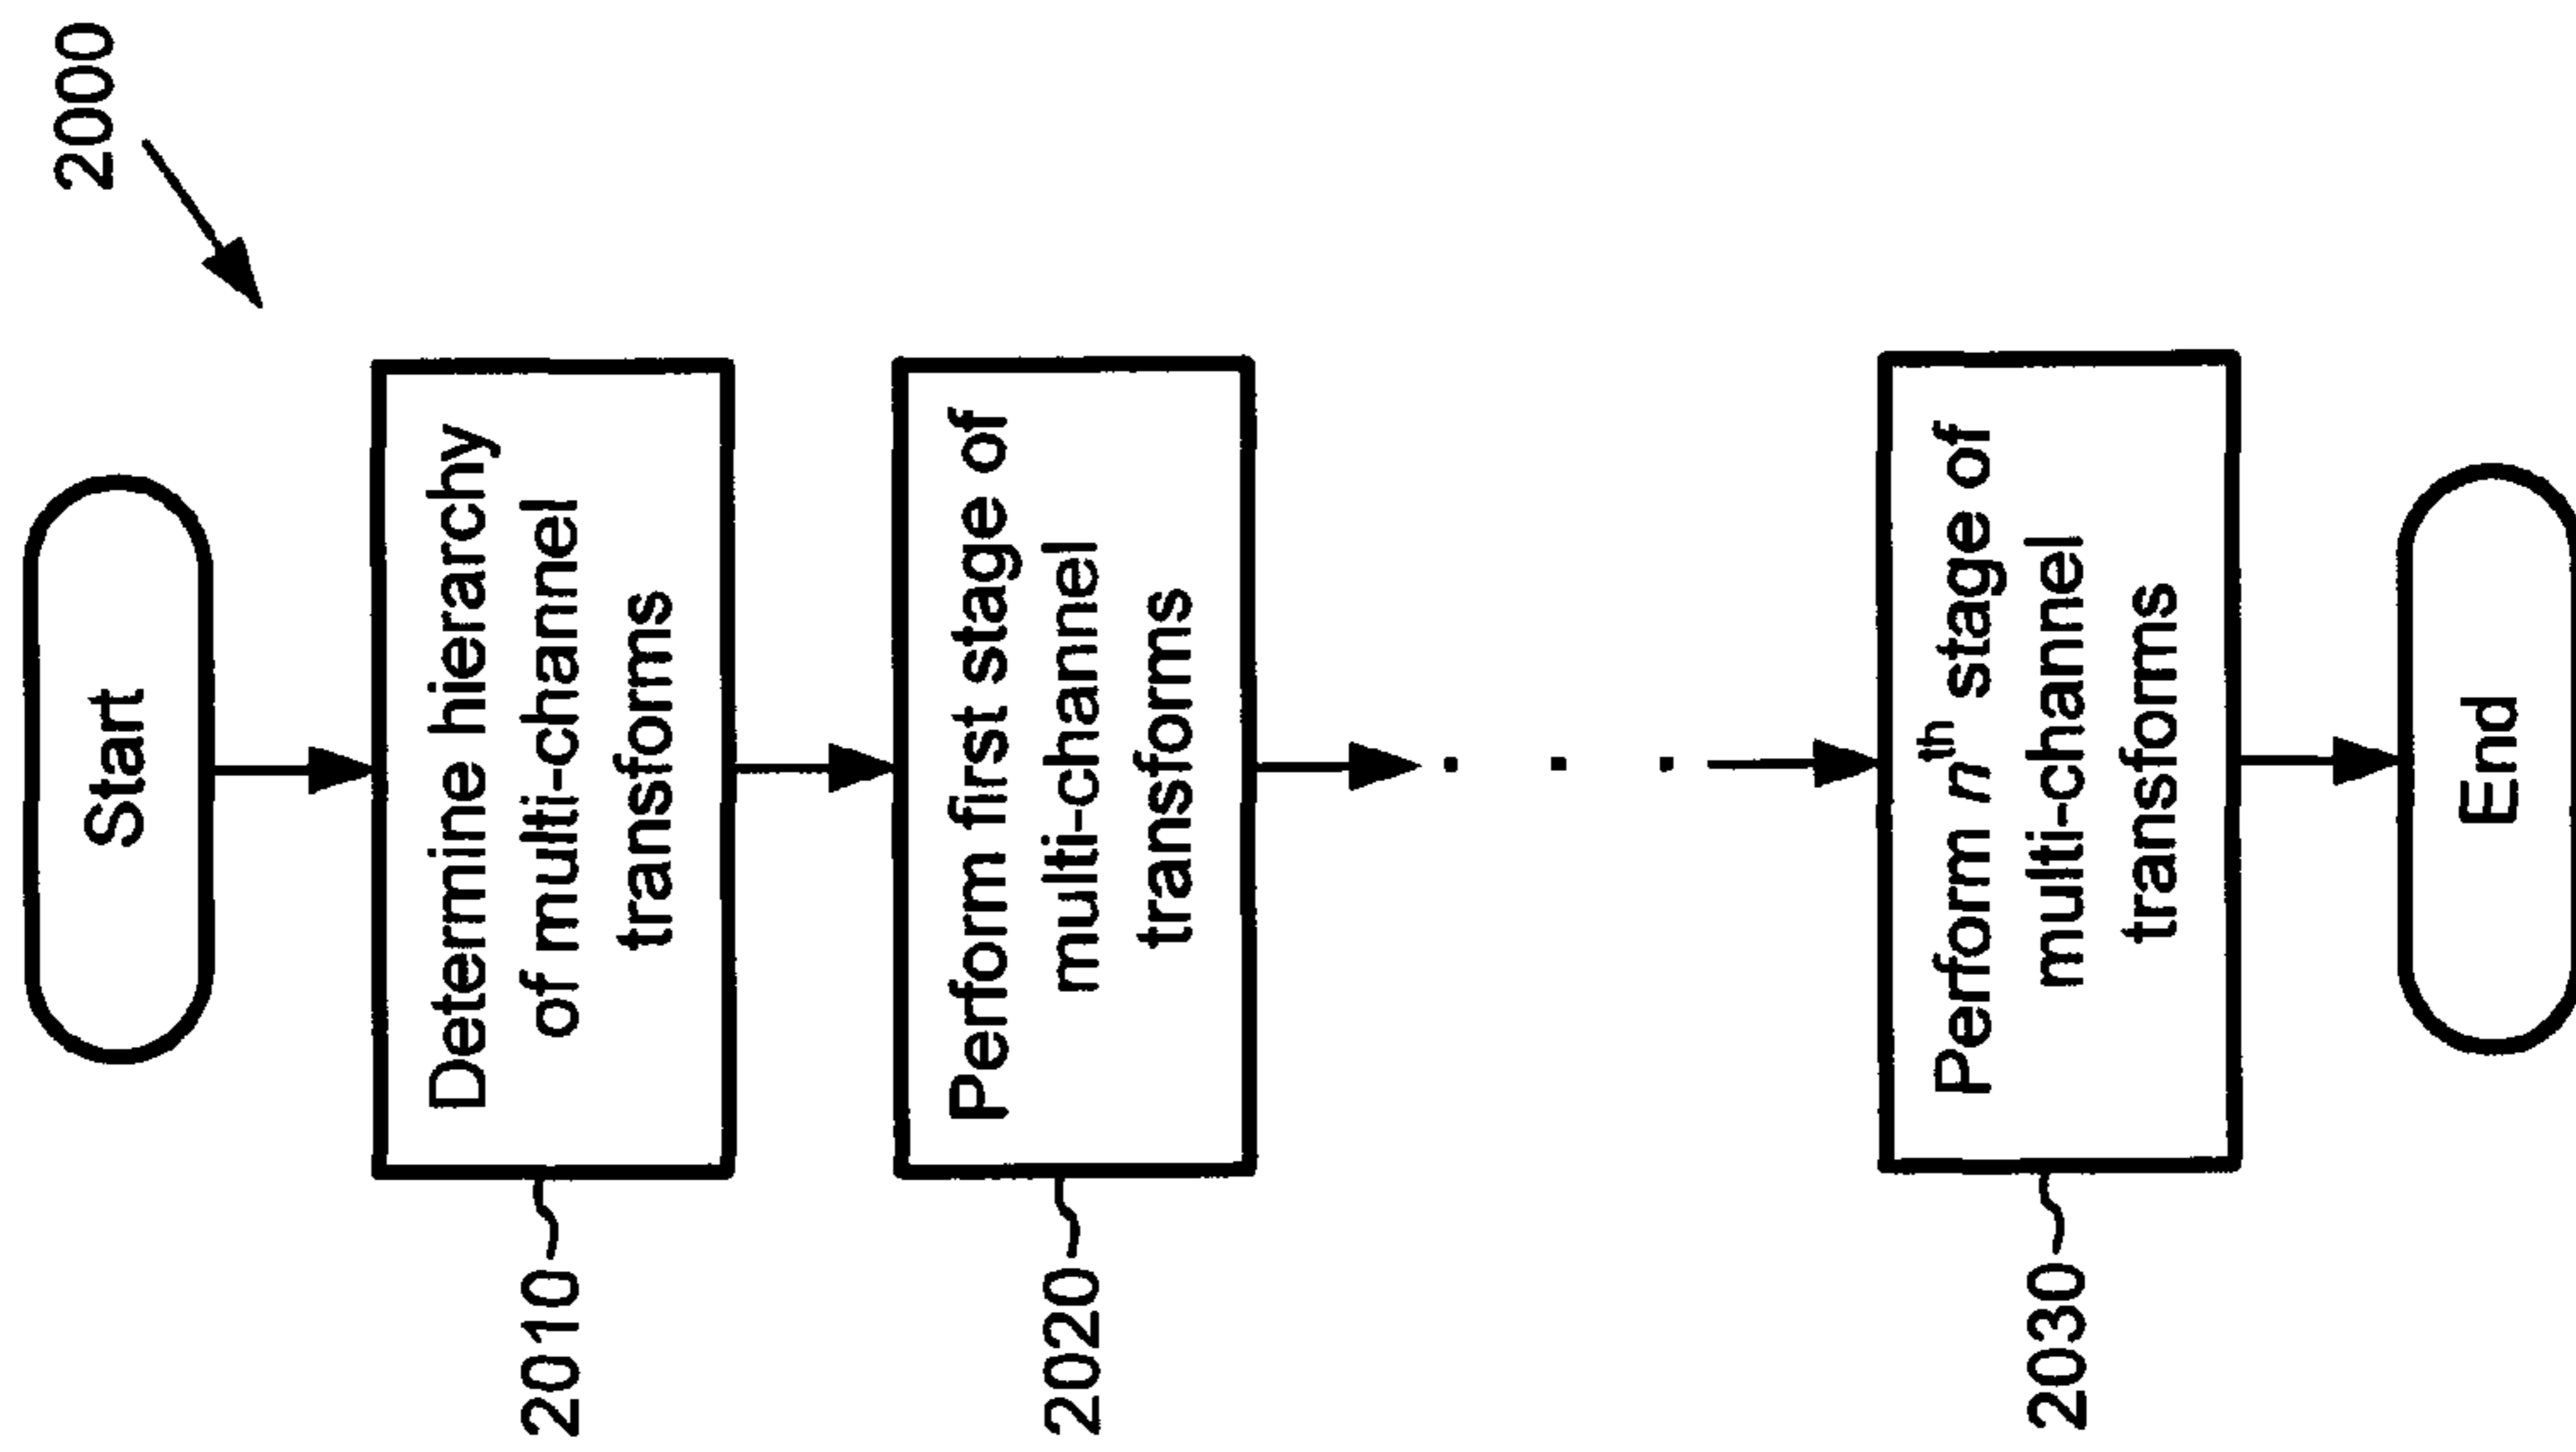 2000
Start
2010
Determine hierarchy
of multi-channel
transforms
2020
Perform first stage of
multi-channel
transforms
. . .
2030
Perform nth stage of
multi-channel
transforms
End